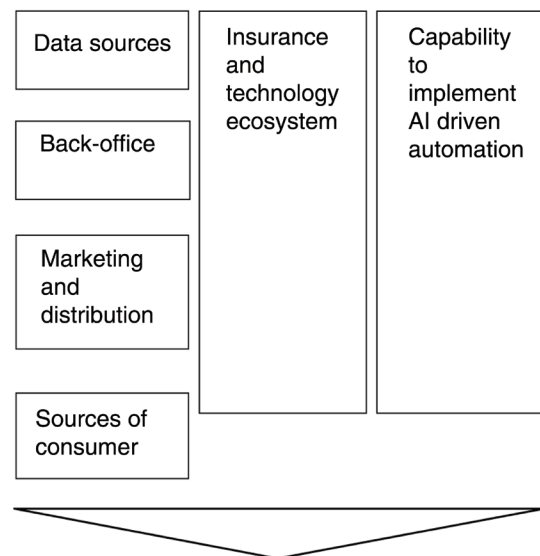 Data sources
Back-office
Marketing
and
distribution
Sources of
consumer
Insurance
and
technology
ecosystem
Capability
to
implement
AI driven
automation